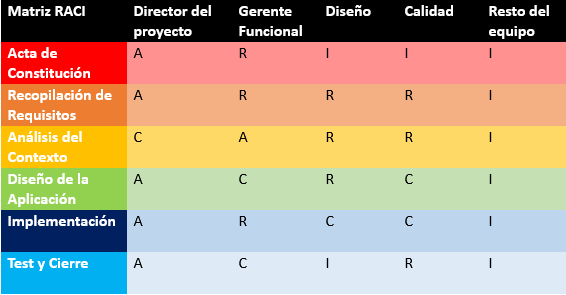 Matriz RACI Director del proyecto Gerente Funcional Diseño Calidad Resto del equipo
Acta de Constitución A R I I I
Recopilación de Requisitos A R R R I
Análisis del Contexto C A R R I
Diseño de la Aplicación A C R C I
Implementación A R C C I
Test y Cierre A C I R I